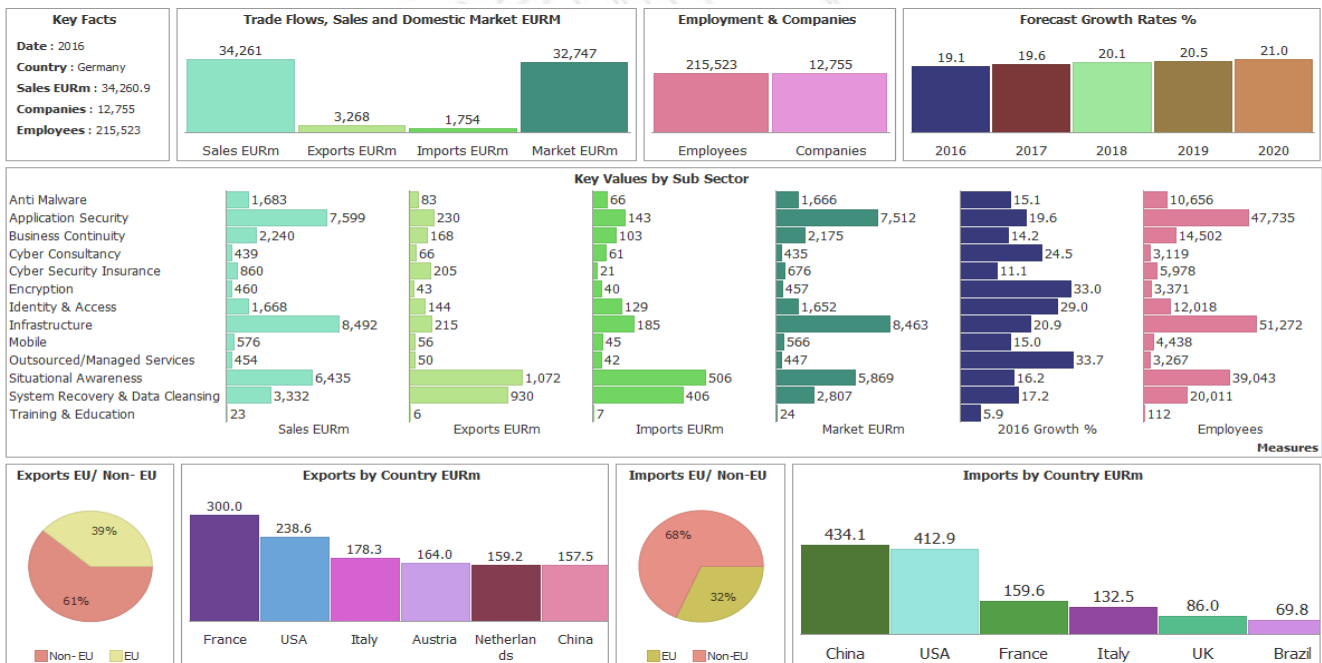 Key Facts
Date : 2016
Country : Germany
Sales EURm : 34,260.9
Companies : 12,755
Employees : 215,523
Trade Flows, Sales and Domestic Market EURM
34,261
3,268
1,754
32,747
Sales EURm
Exports EURm
Imports EURm
Market EURm
Employment & Companies
215,523
12,755
Employees
Companies
Forecast Growth Rates %
19.1
19.6
20.1
20.5
21.0
2016
2017
2018
2019
2020
Key Values by Sub Sector
Anti Malware 1,683 83 66 1,666 15.1 10,656
Application Security 7,599 230 143 7,512 19.6 47,735
Business Continuity 2,240 168 103 2,175 14.2 14,502
Cyber Consultancy 439 66 61 435 24.5 3,119
Cyber Security Insurance 860 205 21 676 11.1 5,978
Encryption 460 43 40 457 33.0 3,371
Identity & Access 1,668 144 129 1,652 29.0 12,018
Infrastructure 8,492 215 185 8,463 20.9 51,272
Mobile 576 56 45 566 15.0 4,438
Outsourced/Managed Services 454 50 42 447 33.7 3,267
Situational Awareness 6,435 1,072 506 5,869 16.2 39,043
System Recovery & Data Cleansing 3,332 930 406 2,807 17.2 20,011
Training & Education 23 6 7 24 5.9 112
Sales EURm Exports EURm Imports EURm Market EURm 2016 Growth % Employees
Measures
Exports EU/ Non- EU
39%
61%
Non- EU EU
Exports by Country EURm
300.0
238.6
178.3
164.0
159.2
157.5
France
USA
Italy
Austria
Netherlan
ds
China
Imports EU/ Non-EU
68%
32%
EU Non-EU
Imports by Country EURm
434.1
412.9
159.6
132.5
86.0
69.8
China
USA
France
Italy
UK
Brazil